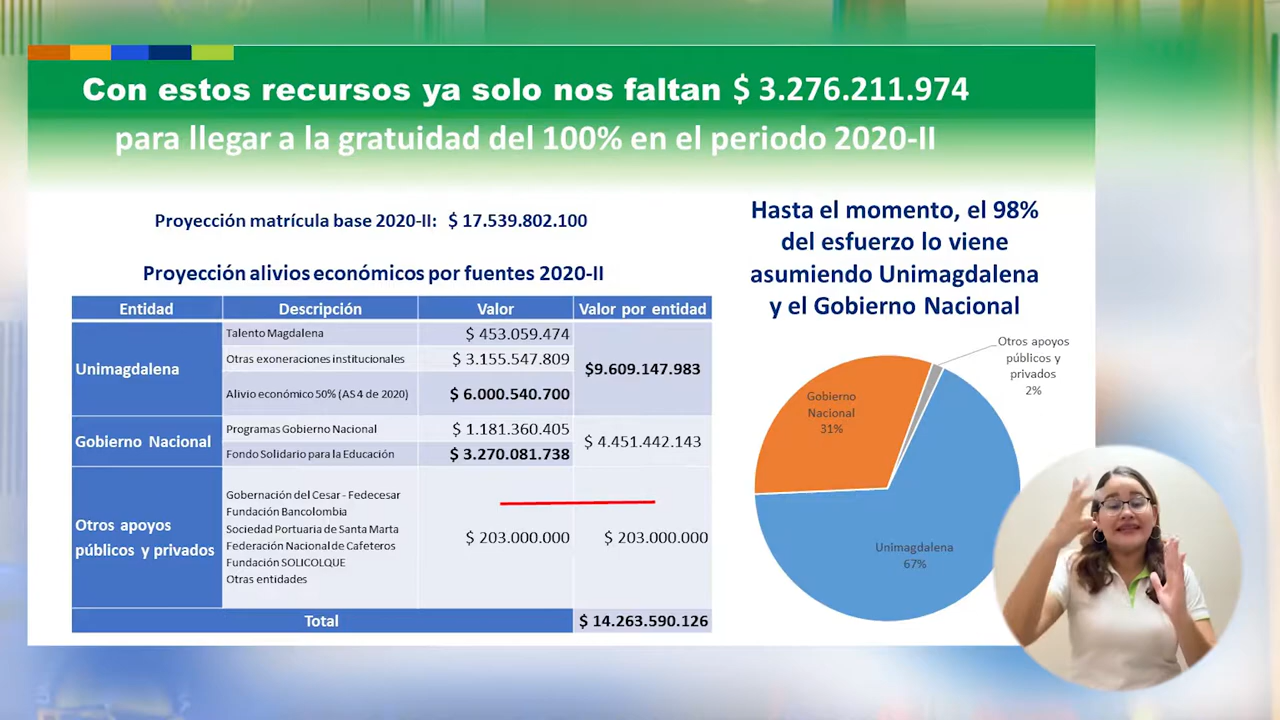 Con estos recursos ya solo nos faltan $ 3.276.211.974
para llegar a la gratuidad del 100% en el periodo 2020-II
Proyección matrícula base 2020-II: $ 17.539.802.100
Proyección alivios económicos por fuentes 2020-II
Entidad Descripción Valor Valor por entidad
Unimagdalena
Talento Magdalena $ 453.059.474
Otras exoneraciones institucionales $ 3.155.547.809
Alivio económico 50% (AS 4 de 2020) $ 6.000.540.700
$9.609.147.983
Gobierno Nacional
Programas Gobierno Nacional $ 1.181.360.405
Fondo Solidario para la Educación $ 3.270.081.738
$ 4.451.442.143
Otros apoyos
públicos y privados
Gobernación del Cesar - Fedecesar
Fundación Bancolombia
Sociedad Portuaria de Santa Marta
Federación Nacional de Cafeteros
Fundación SOLICOLQUE
Otras entidades
$ 203.000.000 $ 203.000.000
Total $ 14.263.590.126
Hasta el momento, el 98%
del esfuerzo lo viene
asumiendo Unimagdalena
y el Gobierno Nacional
Otros apoyos
públicos y
privados
2%
Gobierno
Nacional
31%
Unimagdalena
67%